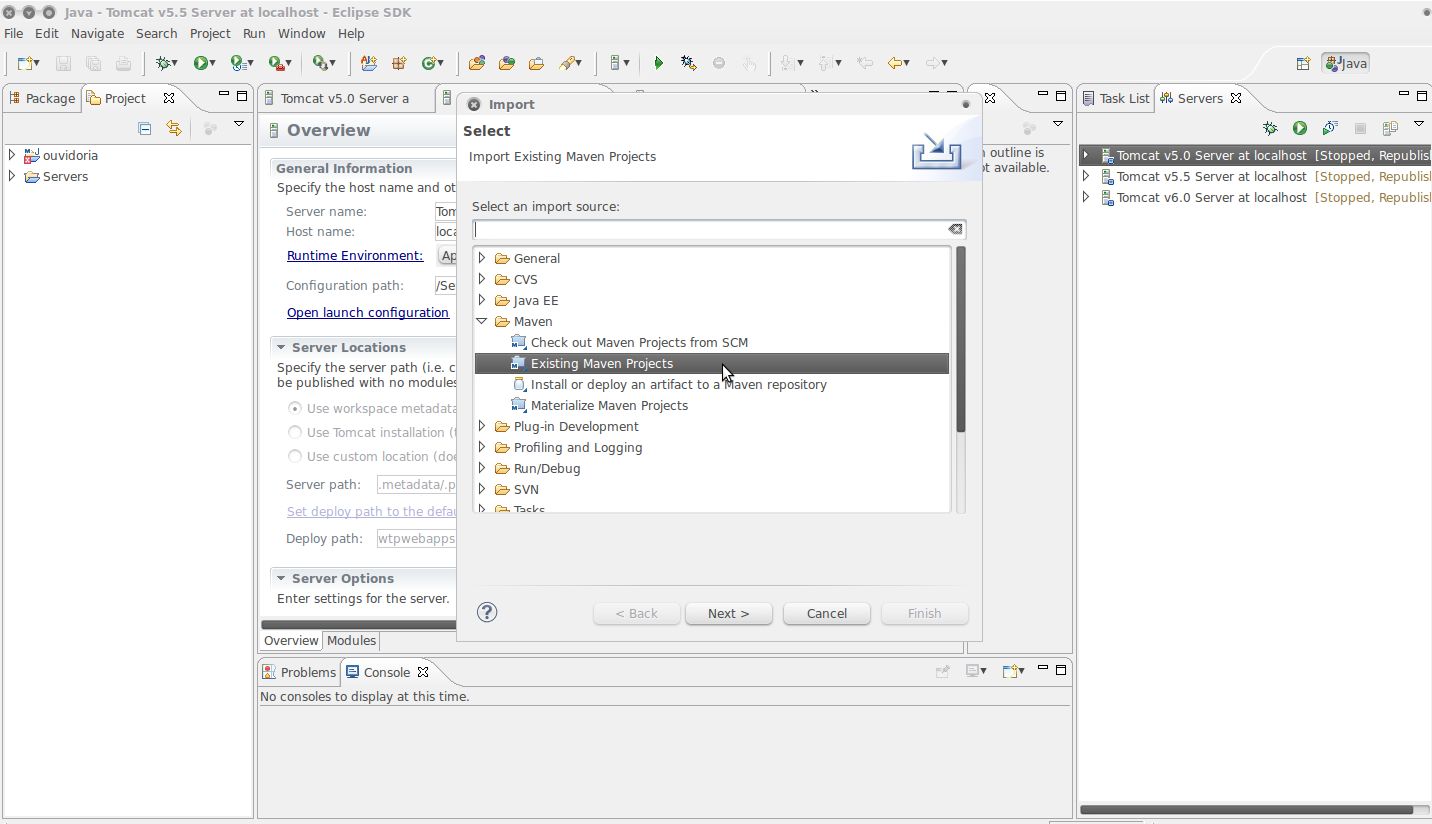 Java - Tomcat v5.5 Server at localhost - Eclipse SDK
File Edit Navigate Search Project Run Window Help
Java
Package Project
ouvidoria
Servers
Tomcat v5.0 Server a
Overview
General Information
Specify the host name and ot
Server name: Tom
Host name: loca
Runtime Environment: Ap
Configuration path: /Se
Open launch configuration
Server Locations
Specify the server path (i.e. c
be published with no modules
Use workspace metadata
Use Tomcat installation (t
Use custom location (doe
Server path: .metadata/.p
Set deploy path to the defau
Deploy path: wtpwebapps
Server Options
Enter settings for the server.
Overview Modules
Import
Select
Import Existing Maven Projects
Select an import source:
General
CVS
Java EE
Maven
Check out Maven Projects from SCM
Existing Maven Projects
Install or deploy an artifact to a Maven repository
Materialize Maven Projects
Plug-in Development
Profiling and Logging
Run/Debug
SVN
Tasks
? < Back Next > Cancel Finish
outline is
ot available.
Task List Servers
Tomcat v5.0 Server at localhost [Stopped, Republis
Tomcat v5.5 Server at localhost [Stopped, Republis
Tomcat v6.0 Server at localhost [Stopped, Republis
Problems Console
No consoles to display at this time.